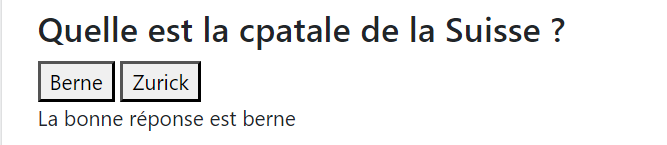 Quelle est la cpatale de la Suisse ?
Berne Zurick
La bonne réponse est berne